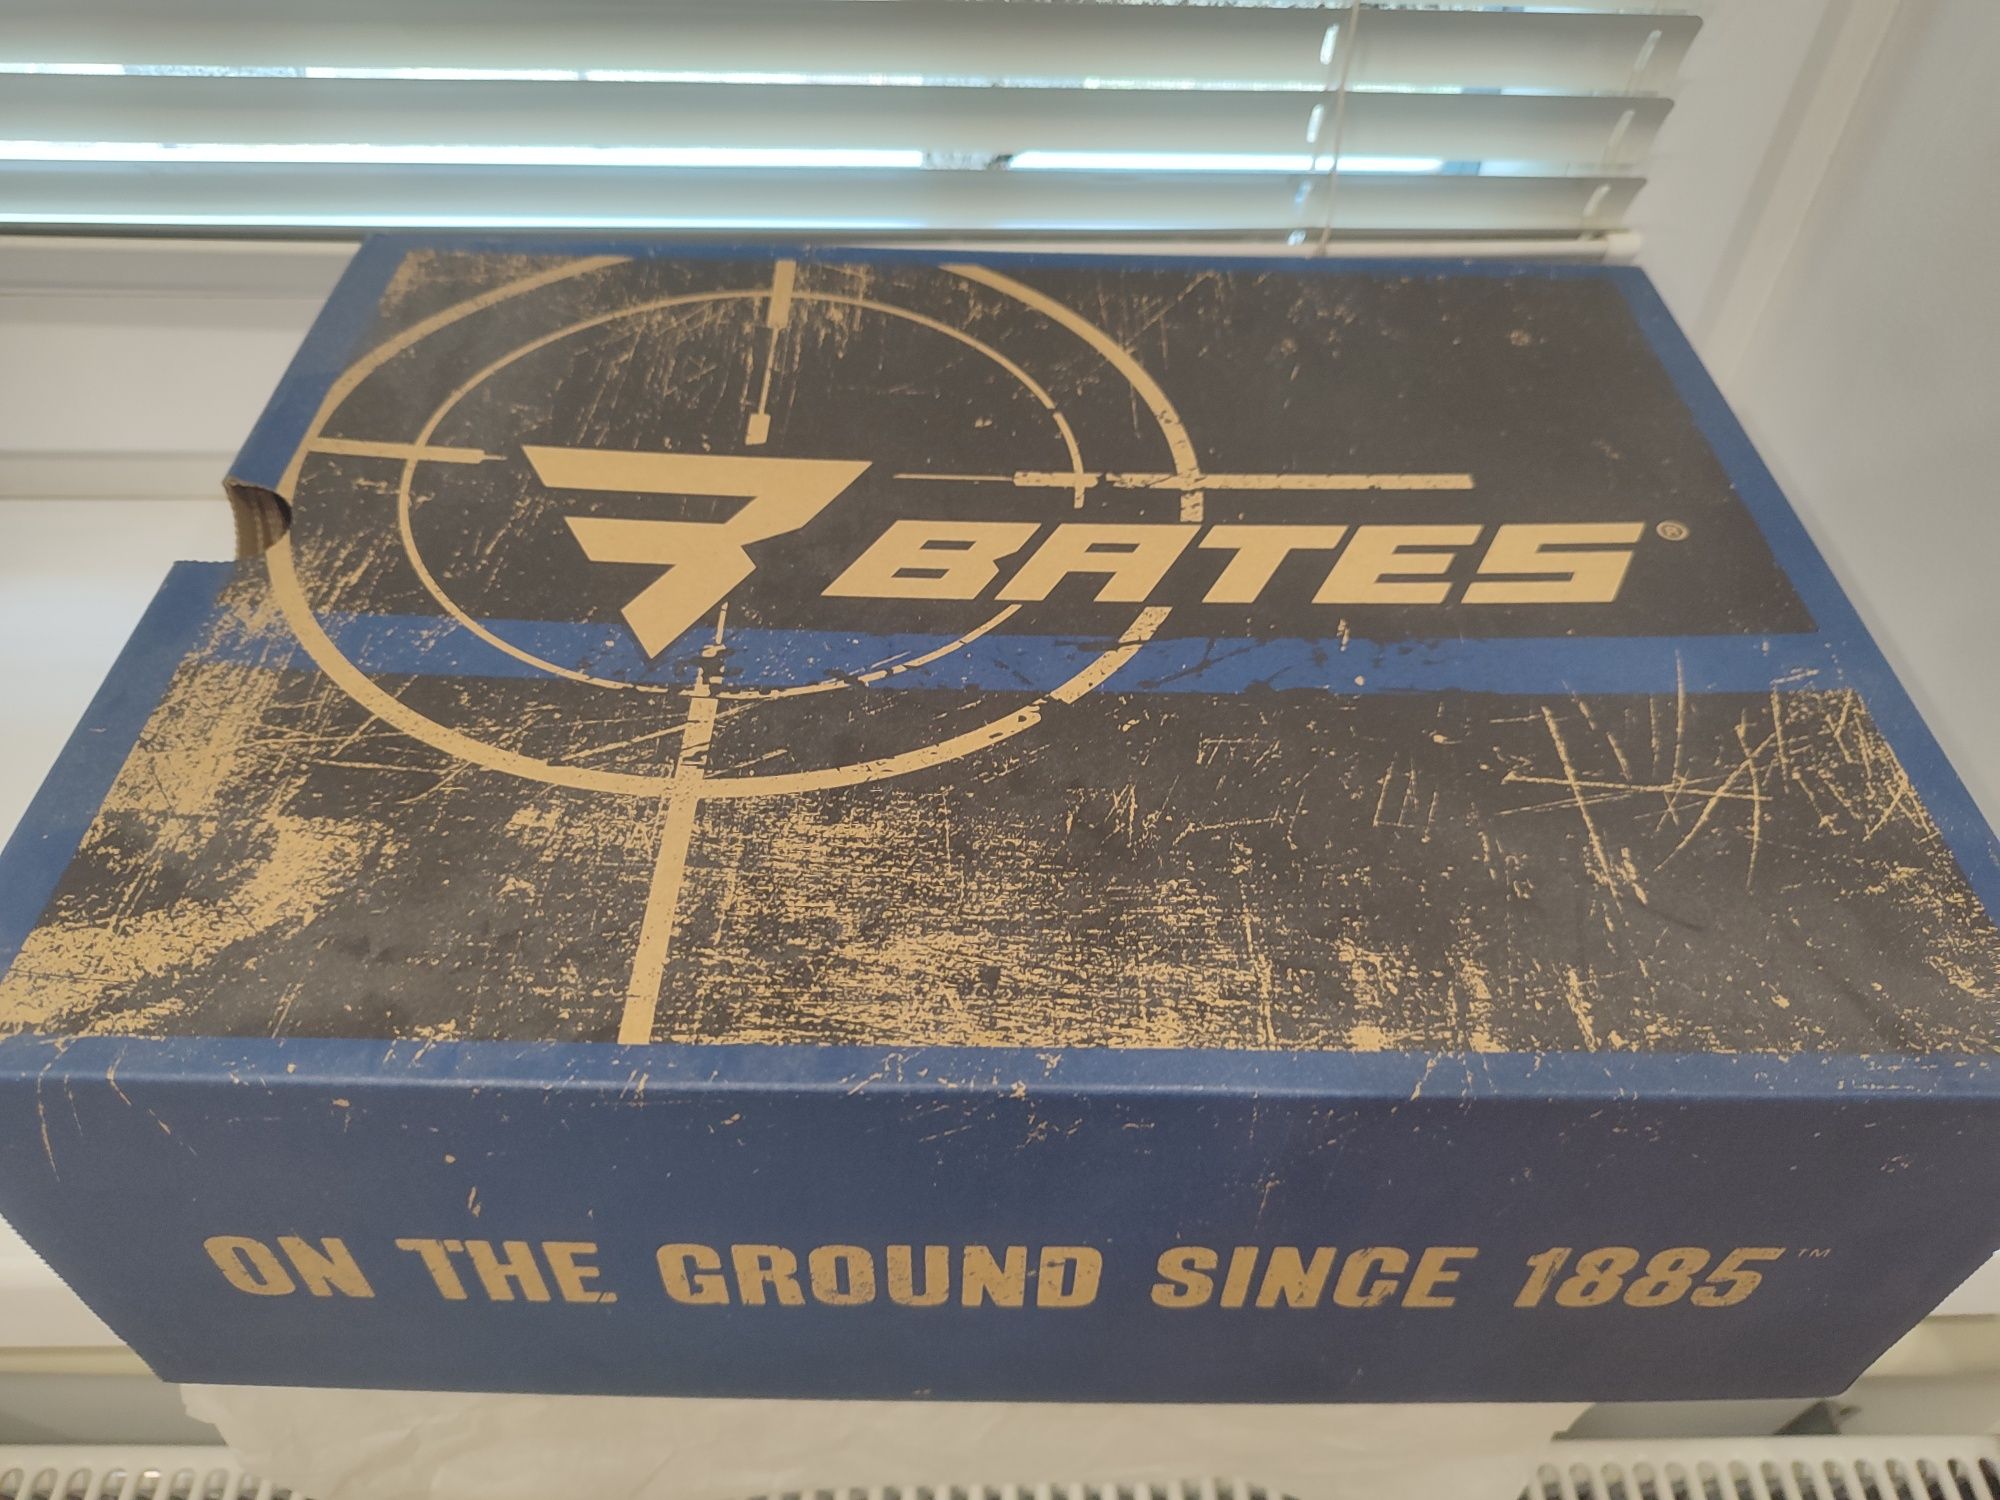 BATES®
ON THE GROUND SINCE 1885™